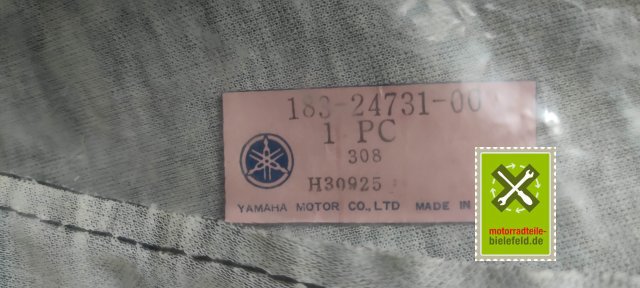 183-24731-00
1 PC
308
H30925
YAMAHA MOTOR CO., LTD MADE IN
motorradteile-
bielefeld.de